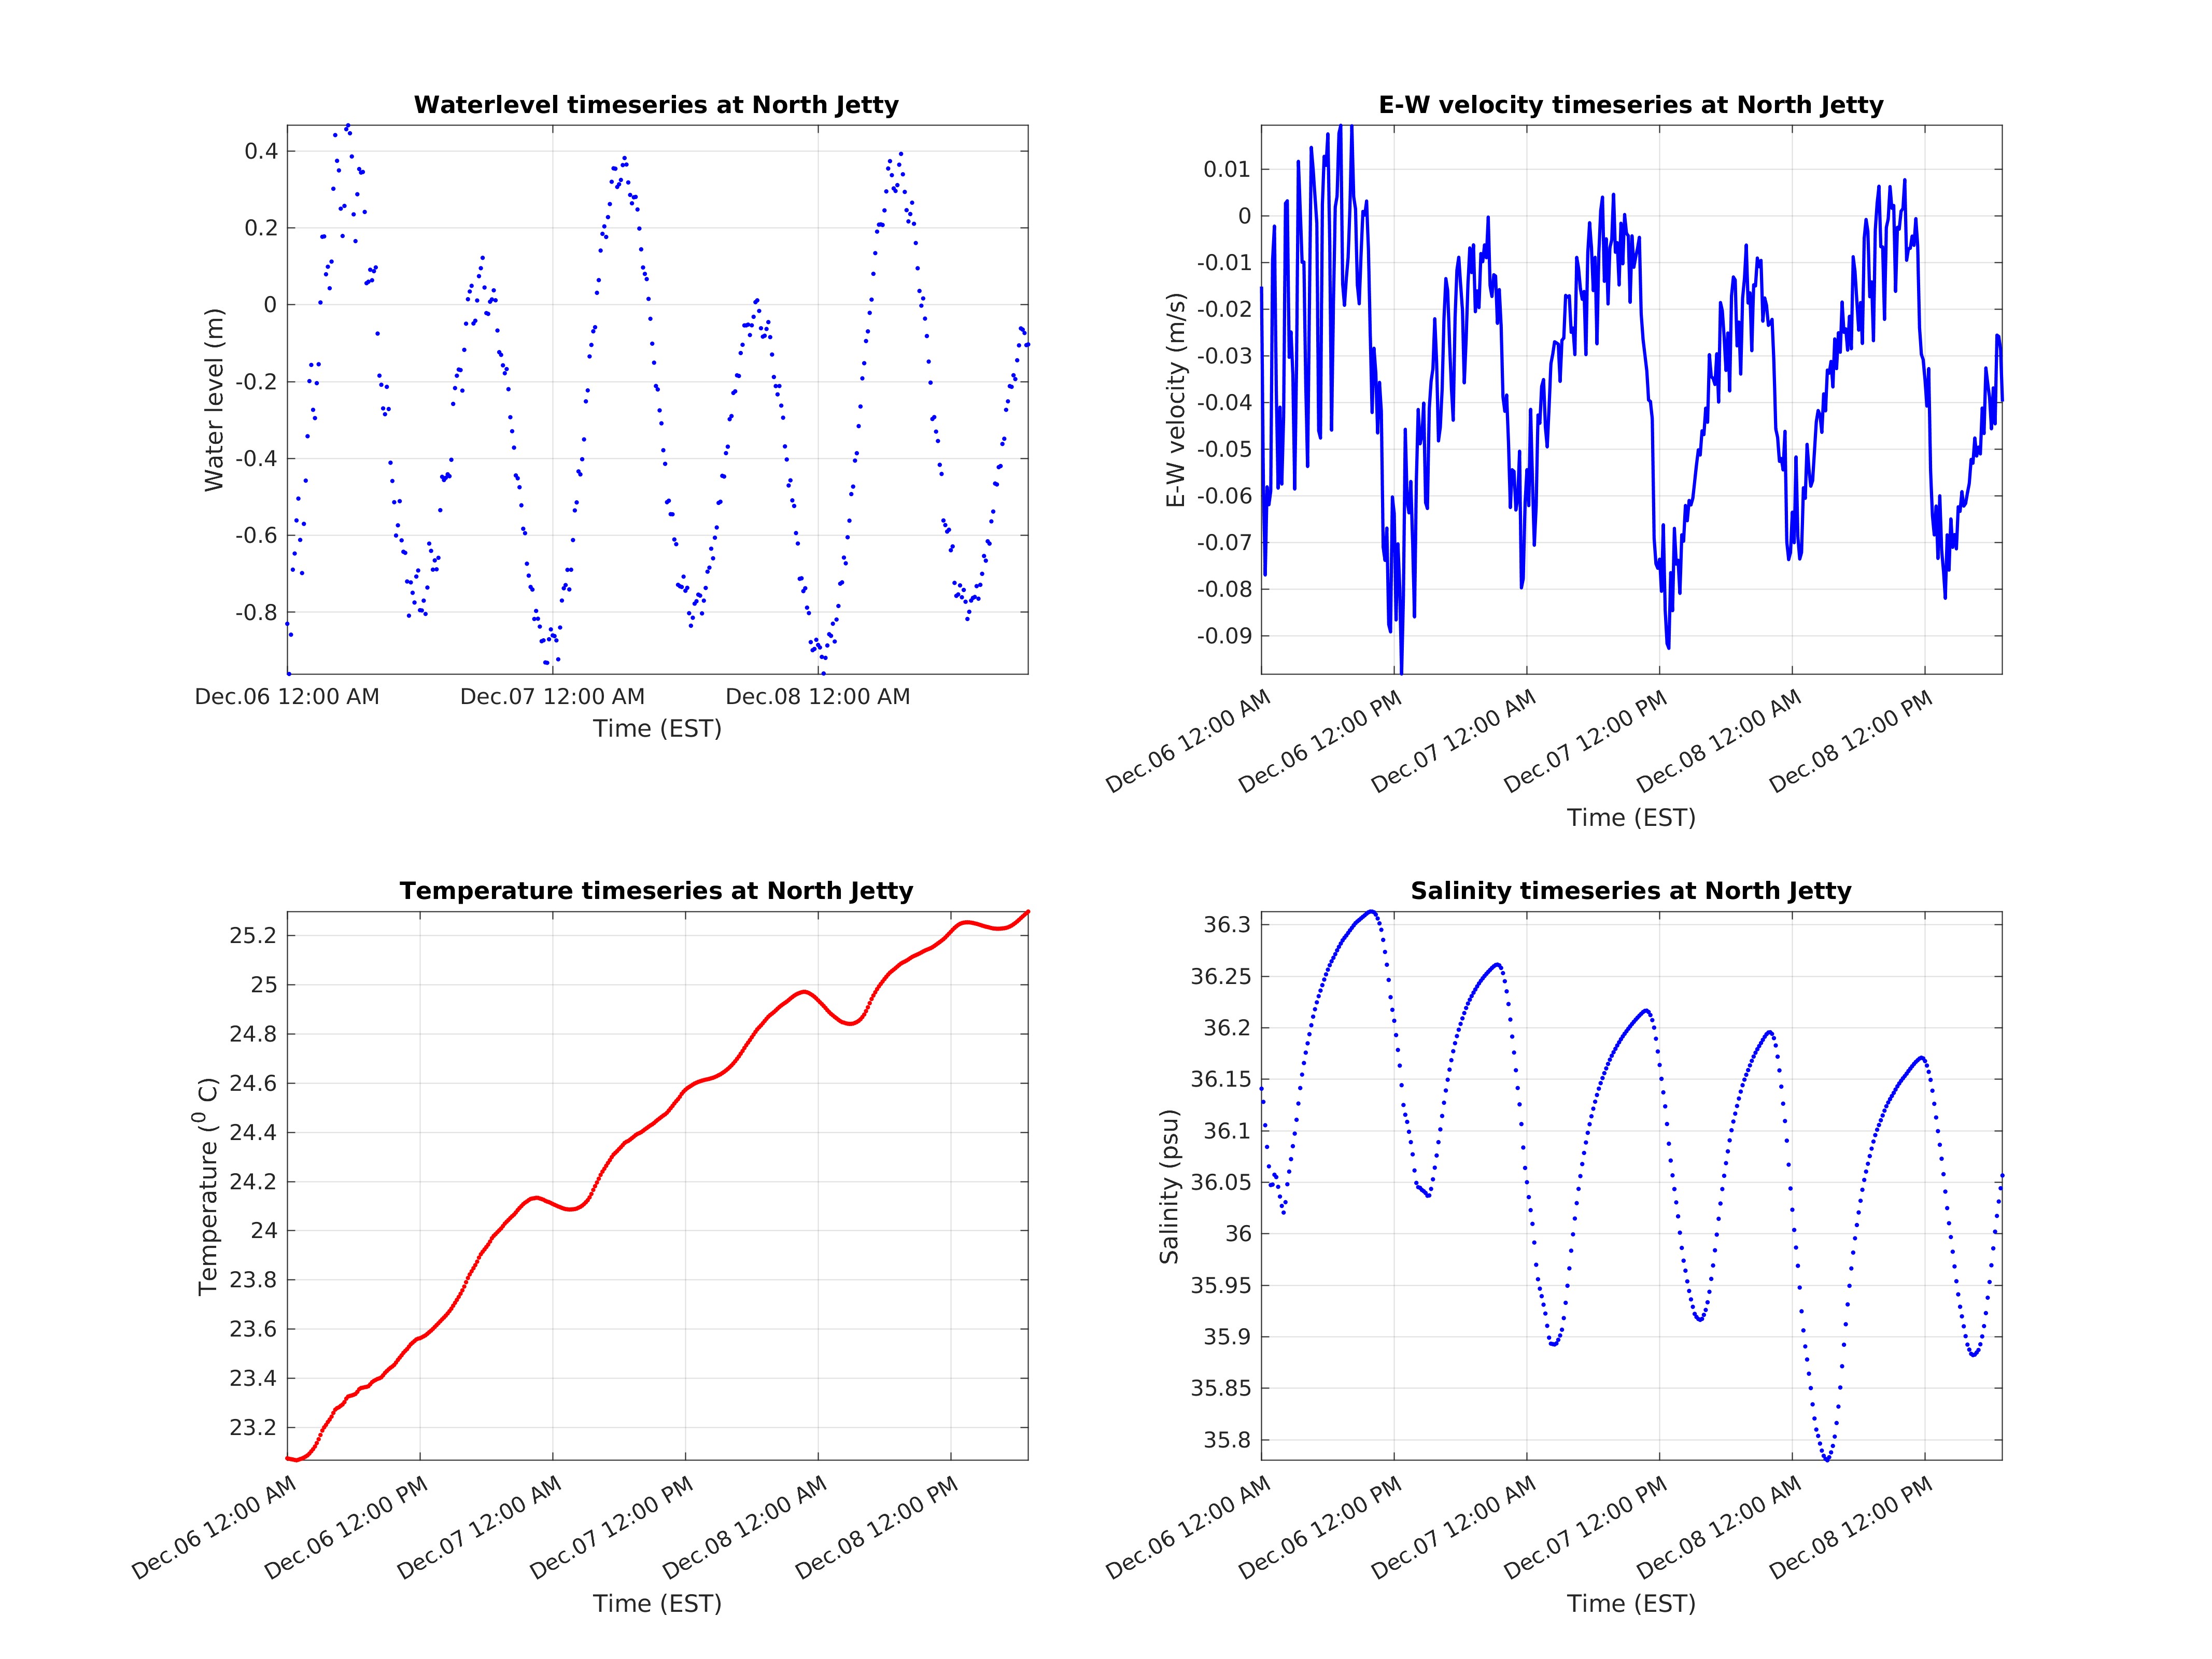 Waterlevel timeseries at North Jetty
0.4
0.2
0
-0.2
-0.4
-0.6
-0.8
Water level (m)
Dec.06 12:00 AM
Dec.07 12:00 AM
Dec.08 12:00 AM
Time (EST)
E-W velocity timeseries at North Jetty
0.01
0
-0.01
-0.02
-0.03
-0.04
-0.05
-0.06
-0.07
-0.08
-0.09
E-W velocity (m/s)
Dec.06 12:00 AM
Dec.06 12:00 PM
Dec.07 12:00 AM
Dec.07 12:00 PM
Dec.08 12:00 AM
Dec.08 12:00 PM
Time (EST)
Temperature timeseries at North Jetty
25.2
25
24.8
24.6
24.4
24.2
24
23.8
23.6
23.4
23.2
Temperature (⁰ C)
Dec.06 12:00 AM
Dec.06 12:00 PM
Dec.07 12:00 AM
Dec.07 12:00 PM
Dec.08 12:00 AM
Dec.08 12:00 PM
Time (EST)
Salinity timeseries at North Jetty
36.3
36.25
36.2
36.15
36.1
36.05
36
35.95
35.9
35.85
35.8
Salinity (psu)
Dec.06 12:00 AM
Dec.06 12:00 PM
Dec.07 12:00 AM
Dec.07 12:00 PM
Dec.08 12:00 AM
Dec.08 12:00 PM
Time (EST)